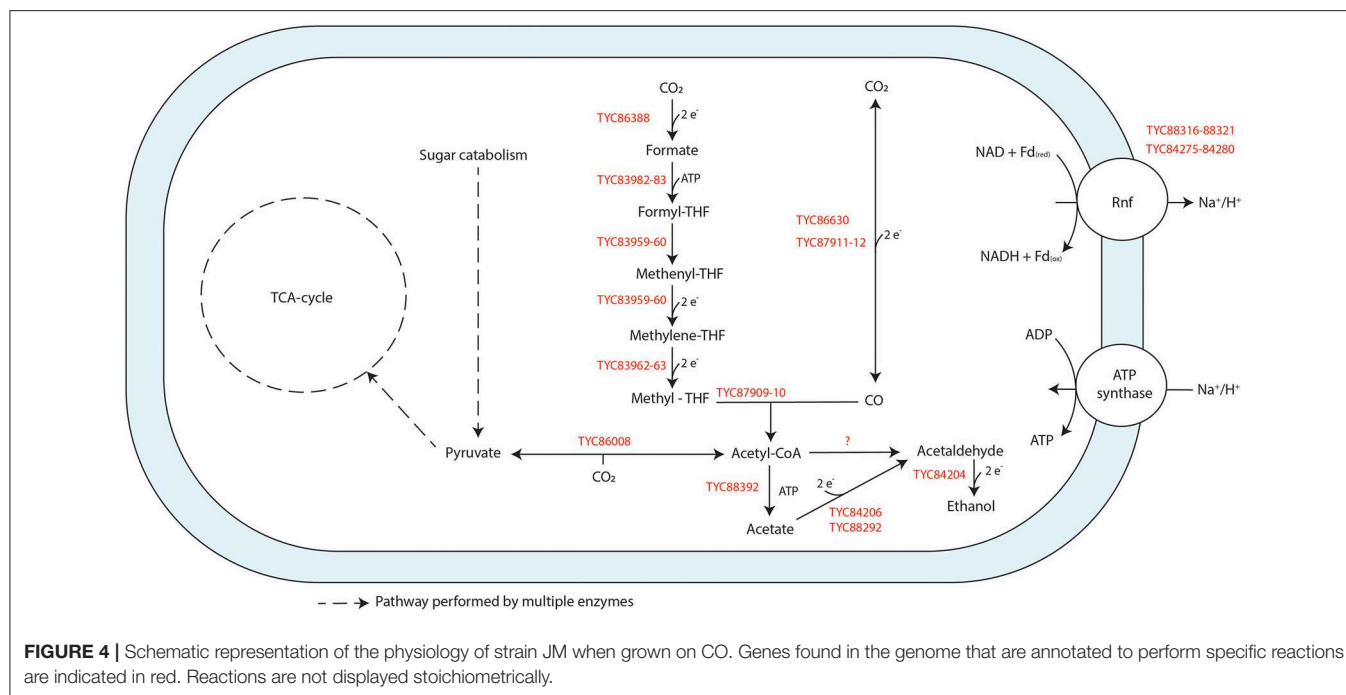 CO₂
TYC86388
2 e⁻
Formate
TYC83982-83
ATP
Formyl-THF
TYC83959-60
Methenyl-THF
TYC83959-60
2 e⁻
Methylene-THF
TYC83962-63
2 e⁻
Methyl - THF
TYC87909-10
CO₂
TYC86630
TYC87911-12
2 e⁻
CO
Sugar catabolism
TCA-cycle
Pyruvate
TYC86008
CO₂
Acetyl-CoA
?
Acetaldehyde
TYC88392
ATP
Acetate
2 e⁻
TYC84206
TYC88292
TYC84204
2 e⁻
Ethanol
NAD + Fd(red)
NADH + Fd(ox)
Rnf
TYC88316-88321
TYC84275-84280
Na⁺/H⁺
ADP
ATP
ATP
synthase
Na⁺/H⁺
Pathway performed by multiple enzymes
FIGURE 4 | Schematic representation of the physiology of strain JM when grown on CO. Genes found in the genome that are annotated to perform specific reactions
are indicated in red. Reactions are not displayed stoichiometrically.